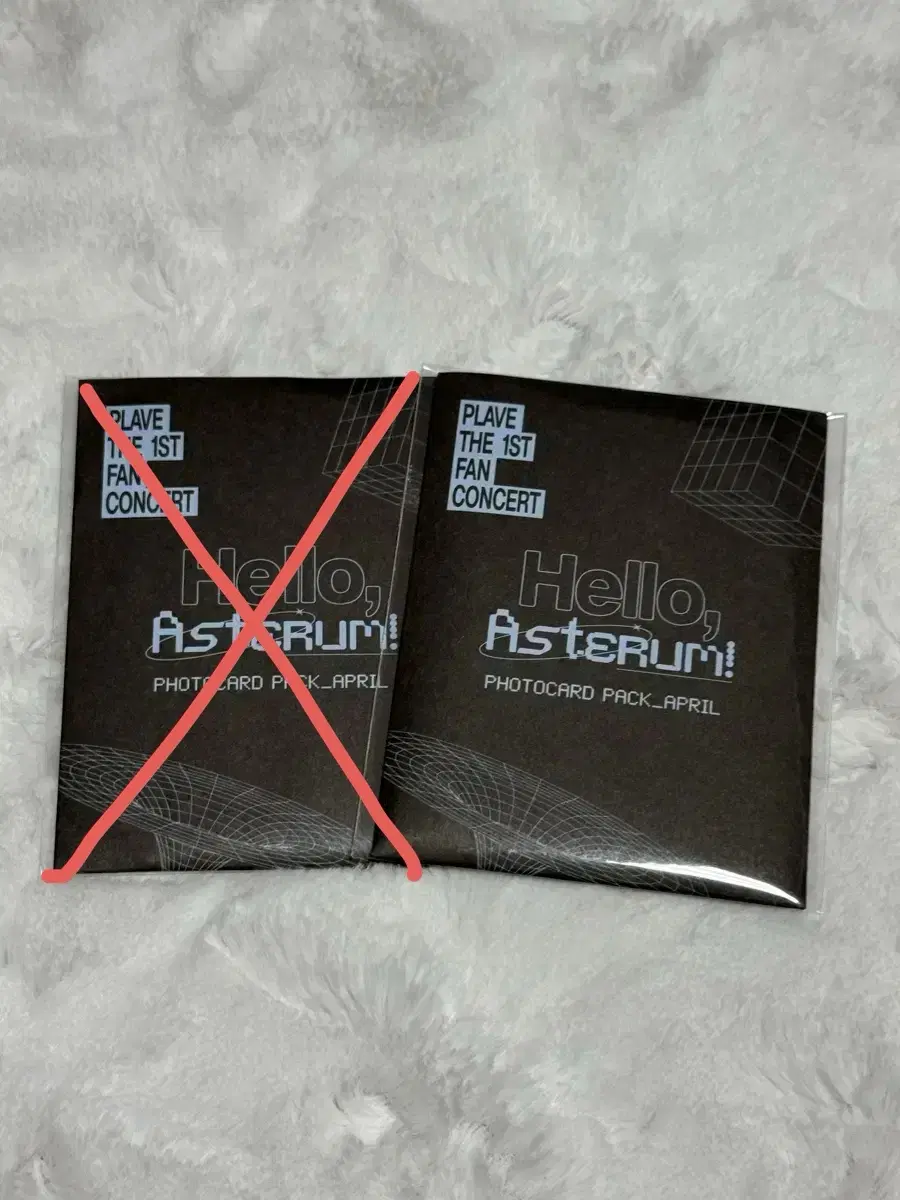 PLAVE
THE 1ST
FAN
CONCERT
Hello,
Asterum!
PHOTOCARD PACK_APRIL
PLAVE
THE 1ST
FAN
CONCERT
Hello,
Asterum!
PHOTOCARD PACK_APRIL